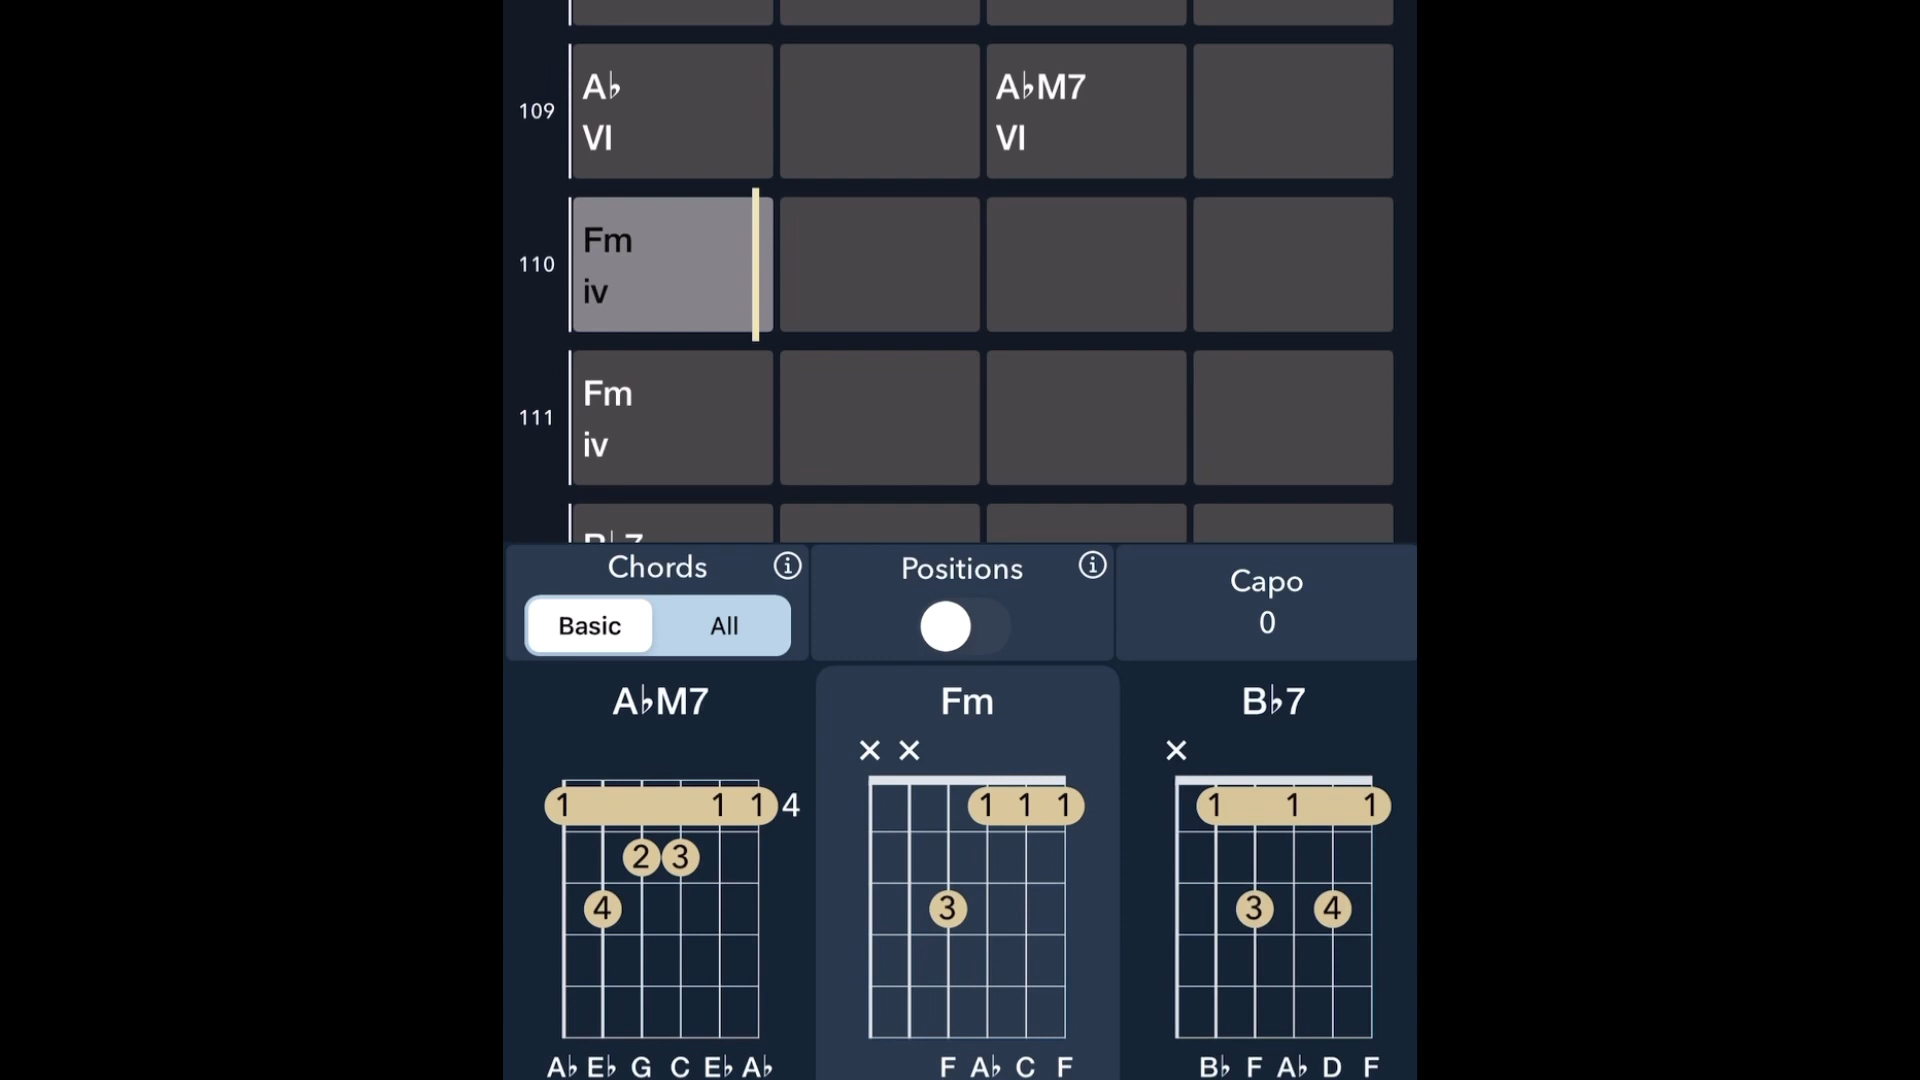 A♭ A♭M7
109
VI VI
Fm
110
iv
Fm
111
iv
B♭7
Chords Positions Capo
Basic All 0
A♭M7 Fm B♭7
× × ×
1 1 1 4 1 1 1 1 1 1
2 3
4 3 3 4
A♭ E♭ G C E♭ A♭ F A♭ C F B♭ F A♭ D F